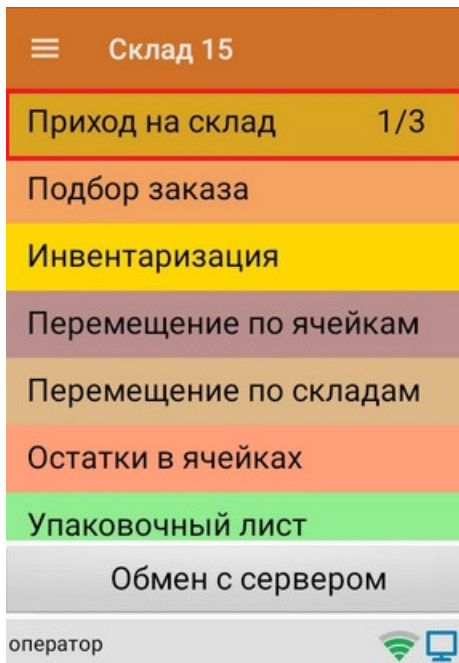 Склад 15
Приход на склад 1/3
Подбор заказа
Инвентаризация
Перемещение по ячейкам
Перемещение по складам
Остатки в ячейках
Упаковочный лист
Обмен с сервером
оператор